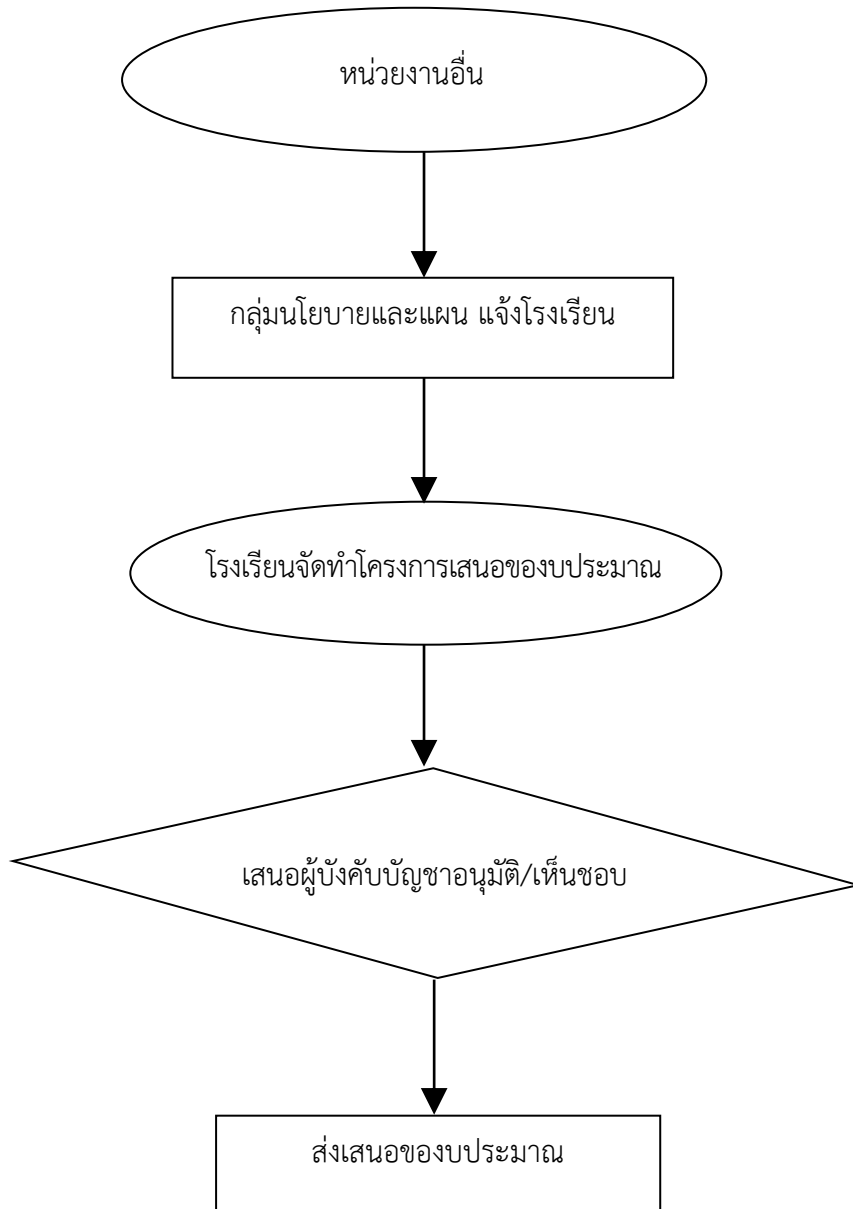 หน่วยงานอื่น
กลุ่มนโยบายและแผน แจ้งโรงเรียน
โรงเรียนจัดทำโครงการเสนอของบประมาณ
เสนอผู้บังคับบัญชาอนุมัติ/เห็นชอบ
ส่งเสนอของบประมาณ